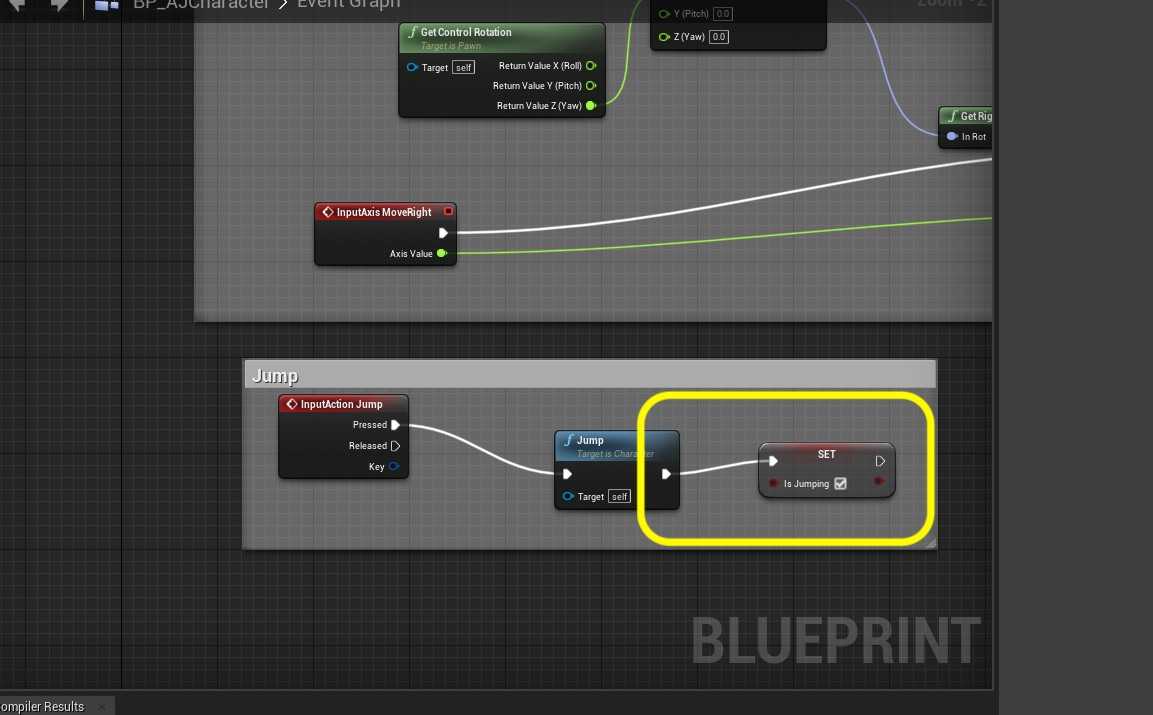 BP_AJCharacter > Event Graph
Zoom -2
Y (Pitch) 0.0
Z (Yaw) 0.0
f Get Control Rotation
Target is Pawn
Target self
Return Value X (Roll)
Return Value Y (Pitch)
Return Value Z (Yaw)
f Get Rig
In Rot
InputAxis MoveRight
Axis Value
Jump
InputAction Jump
Pressed
Released
Key
f Jump
Target is Character
Target self
SET
Is Jumping
BLUEPRINT
ompiler Results